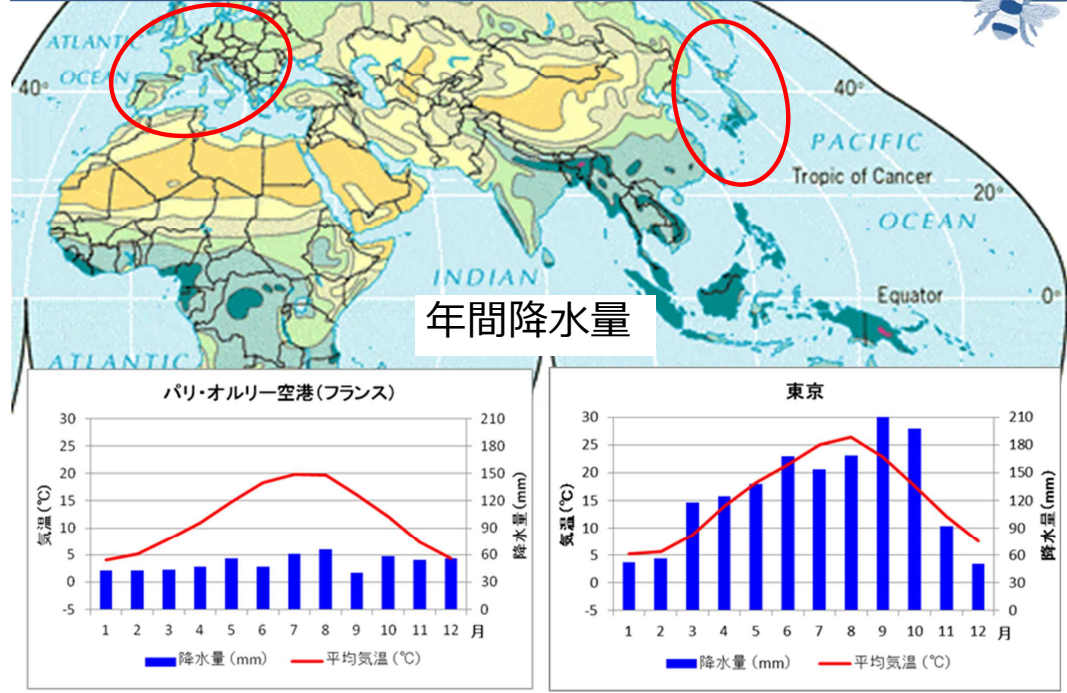 ATLANTIC
OCEAN
40°
40°
PACIFIC
Tropic of Cancer
20°
OCEAN
INDIAN
Equator
0°
年間降水量
ATLANTIC
パリ・オルリー空港(フランス)
気温(℃)
30
25
20
15
10
5
0
-5
降水量(mm)
210
180
150
120
90
60
30
0
1 2 3 4 5 6 7 8 9 10 11 12 月
降水量(mm) 平均気温(℃)
東京
気温(℃)
30
25
20
15
10
5
0
-5
降水量(mm)
210
180
150
120
90
60
30
0
1 2 3 4 5 6 7 8 9 10 11 12 月
降水量(mm) 平均気温(℃)